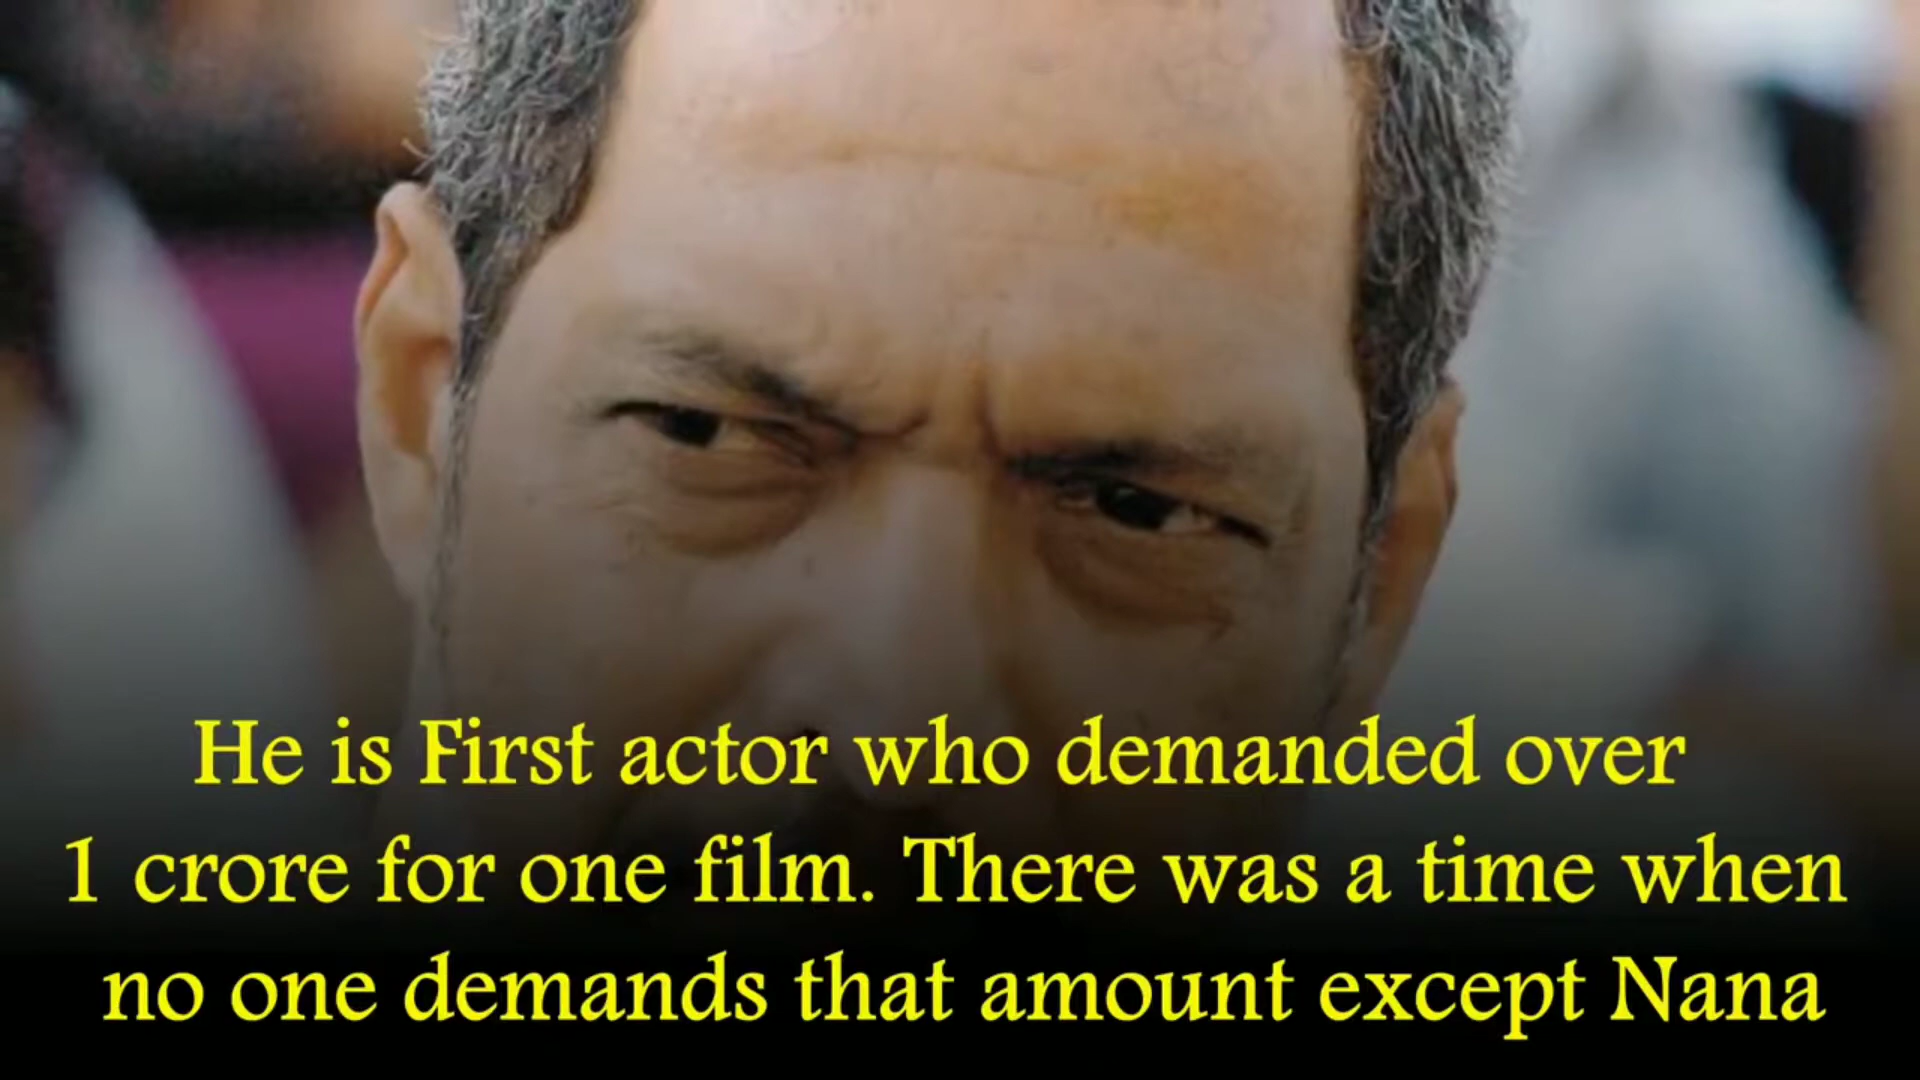 He is First actor who demanded over
1 crore for one film. There was a time when
no one demands that amount except Nana